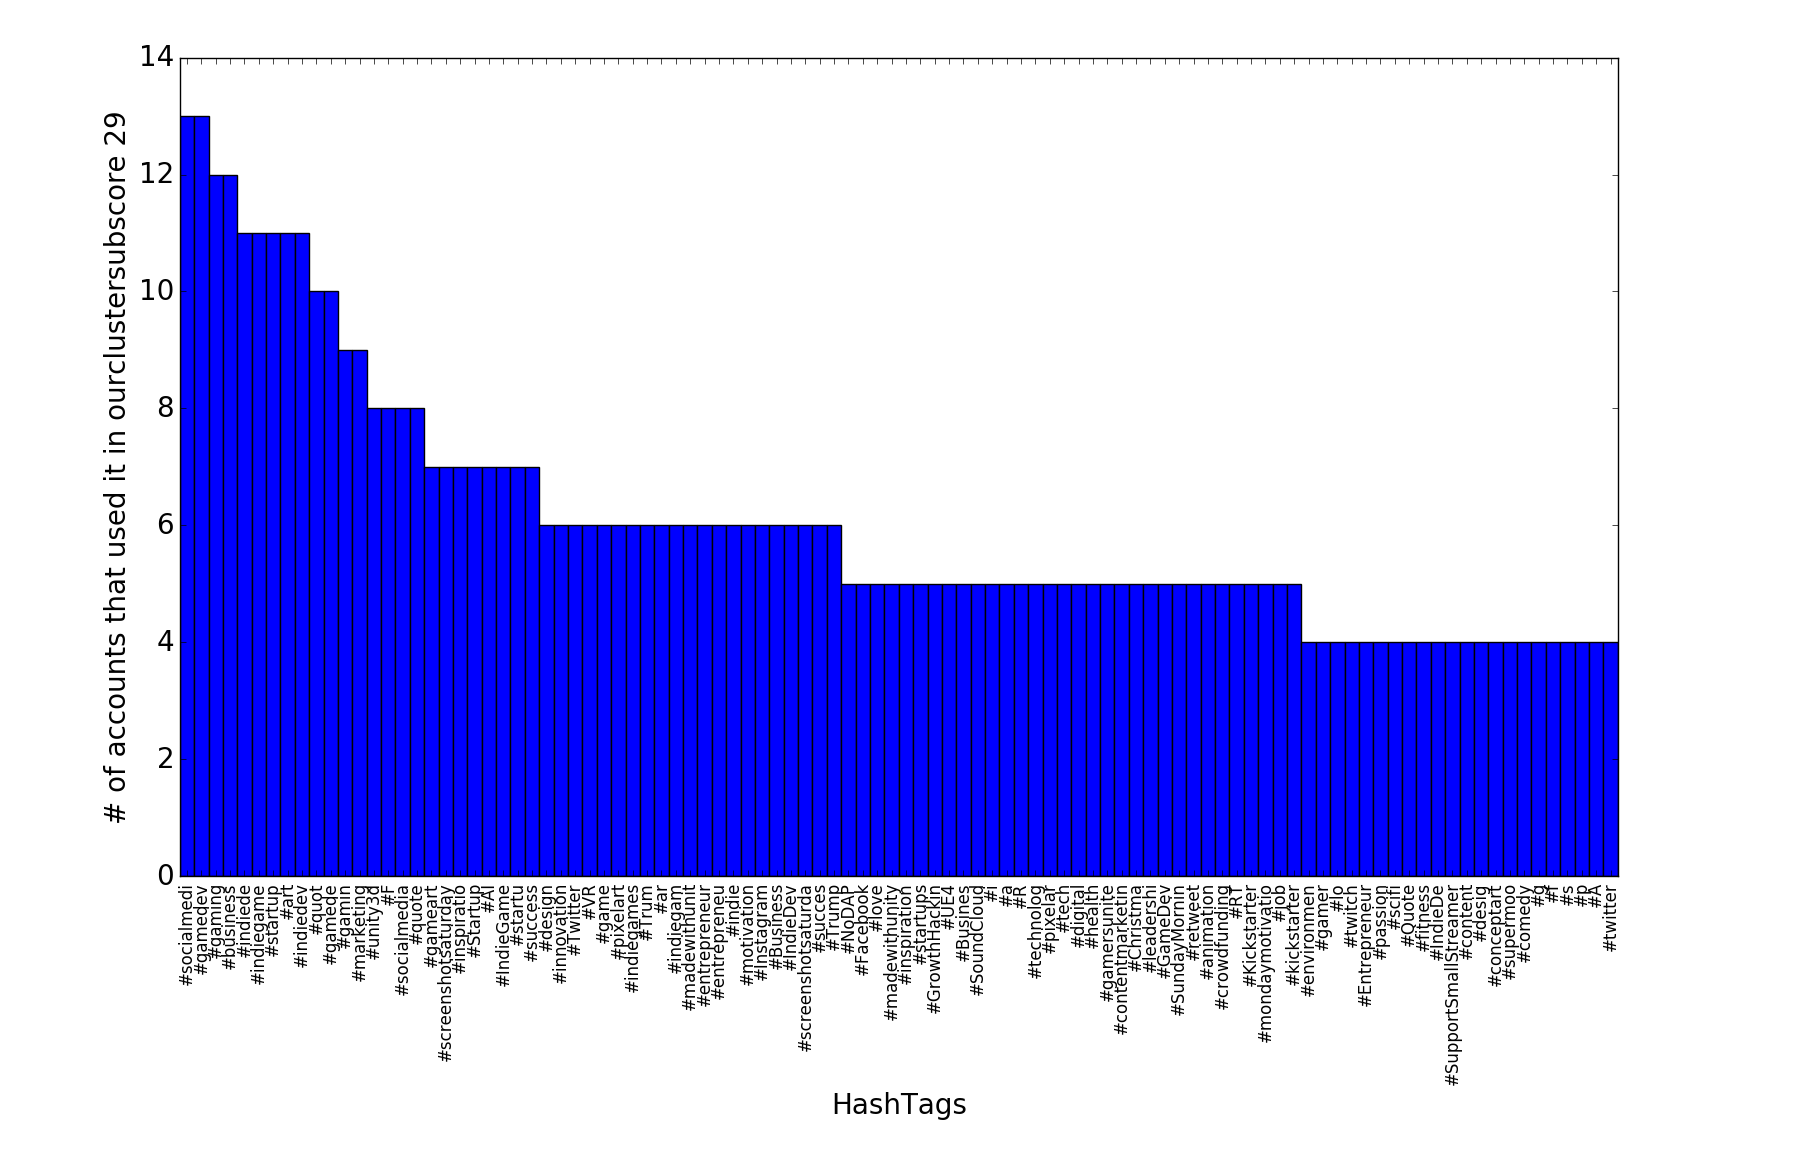 # of accounts that used it in ourclustersubscore 29
14
12
10
8
6
4
2
0
#socialmedi
#gamedev
#gaming
#business
#indiede
#indiegame
#startup
#art
#indiedev
#quot
#gamede
#gamin
#marketing
#unity3d
#F
#socialmedia
#quote
#gameart
#screenshotsaturday
#inspiratio
#Startup
#AI
#IndieGame
#startu
#success
#design
#innovation
#Twitter
#VR
#game
#pixelart
#indiegames
#Trum
#ar
#indiegam
#madewithunit
#entrepreneur
#entrepreneu
#indie
#motivation
#Instagram
#Business
#IndieDev
#screenshotsaturda
#succes
#Trump
#NoDAP
#Facebook
#love
#madewithunity
#inspiration
#startups
#GrowthHackin
#UE4
#Busines
#SoundCloud
#i
#a
#R
#technolog
#pixelar
#tech
#digital
#health
#gamersunite
#contentmarketin
#Christma
#leadershi
#GameDev
#SundayMornin
#retweet
#animation
#crowdfunding
#RT
#Kickstarter
#mondaymotivatio
#job
#kickstarter
#environmen
#gamer
#lo
#twitch
#Entrepreneur
#passion
#scifi
#Quote
#fitness
#IndieDe
#SupportSmallStreamer
#content
#desig
#conceptart
#supermoo
#comedy
#g
#f
#s
#p
#A
#twitter
HashTags